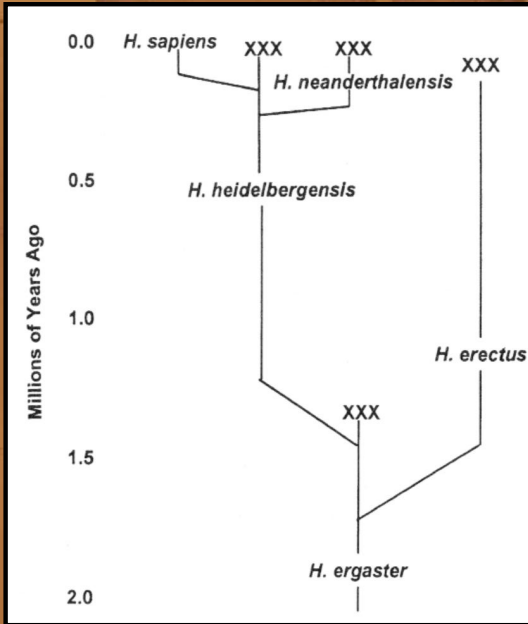 0.0
H. sapiens
XXX
XXX
XXX
H. neanderthalensis
0.5
H. heidelbergensis
Millions of Years Ago
1.0
H. erectus
XXX
1.5
H. ergaster
2.0